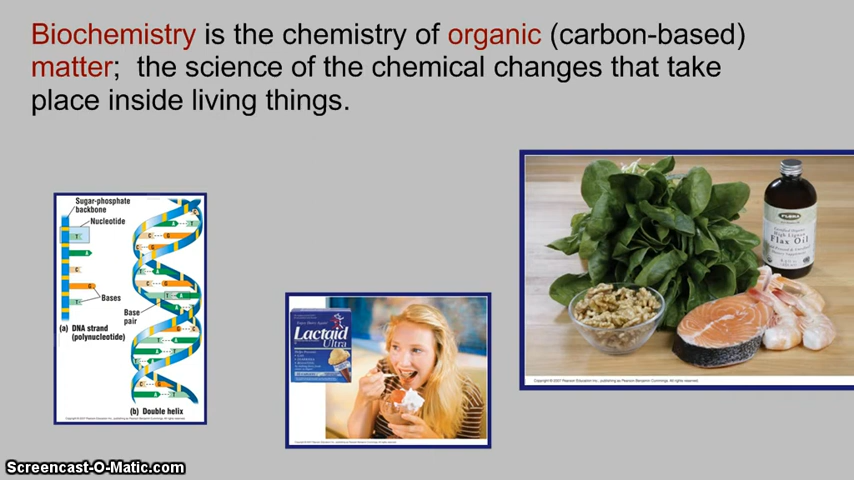 Biochemistry is the chemistry of organic (carbon-based)
matter; the science of the chemical changes that take
place inside living things.
Sugar-phosphate
backbone
Nucleotide
Bases
Base
pair
(a) DNA strand
(polynucleotide)
(b) Double helix
Lactaid
Ultra
Flax Oil
Screencast-O-Matic.com